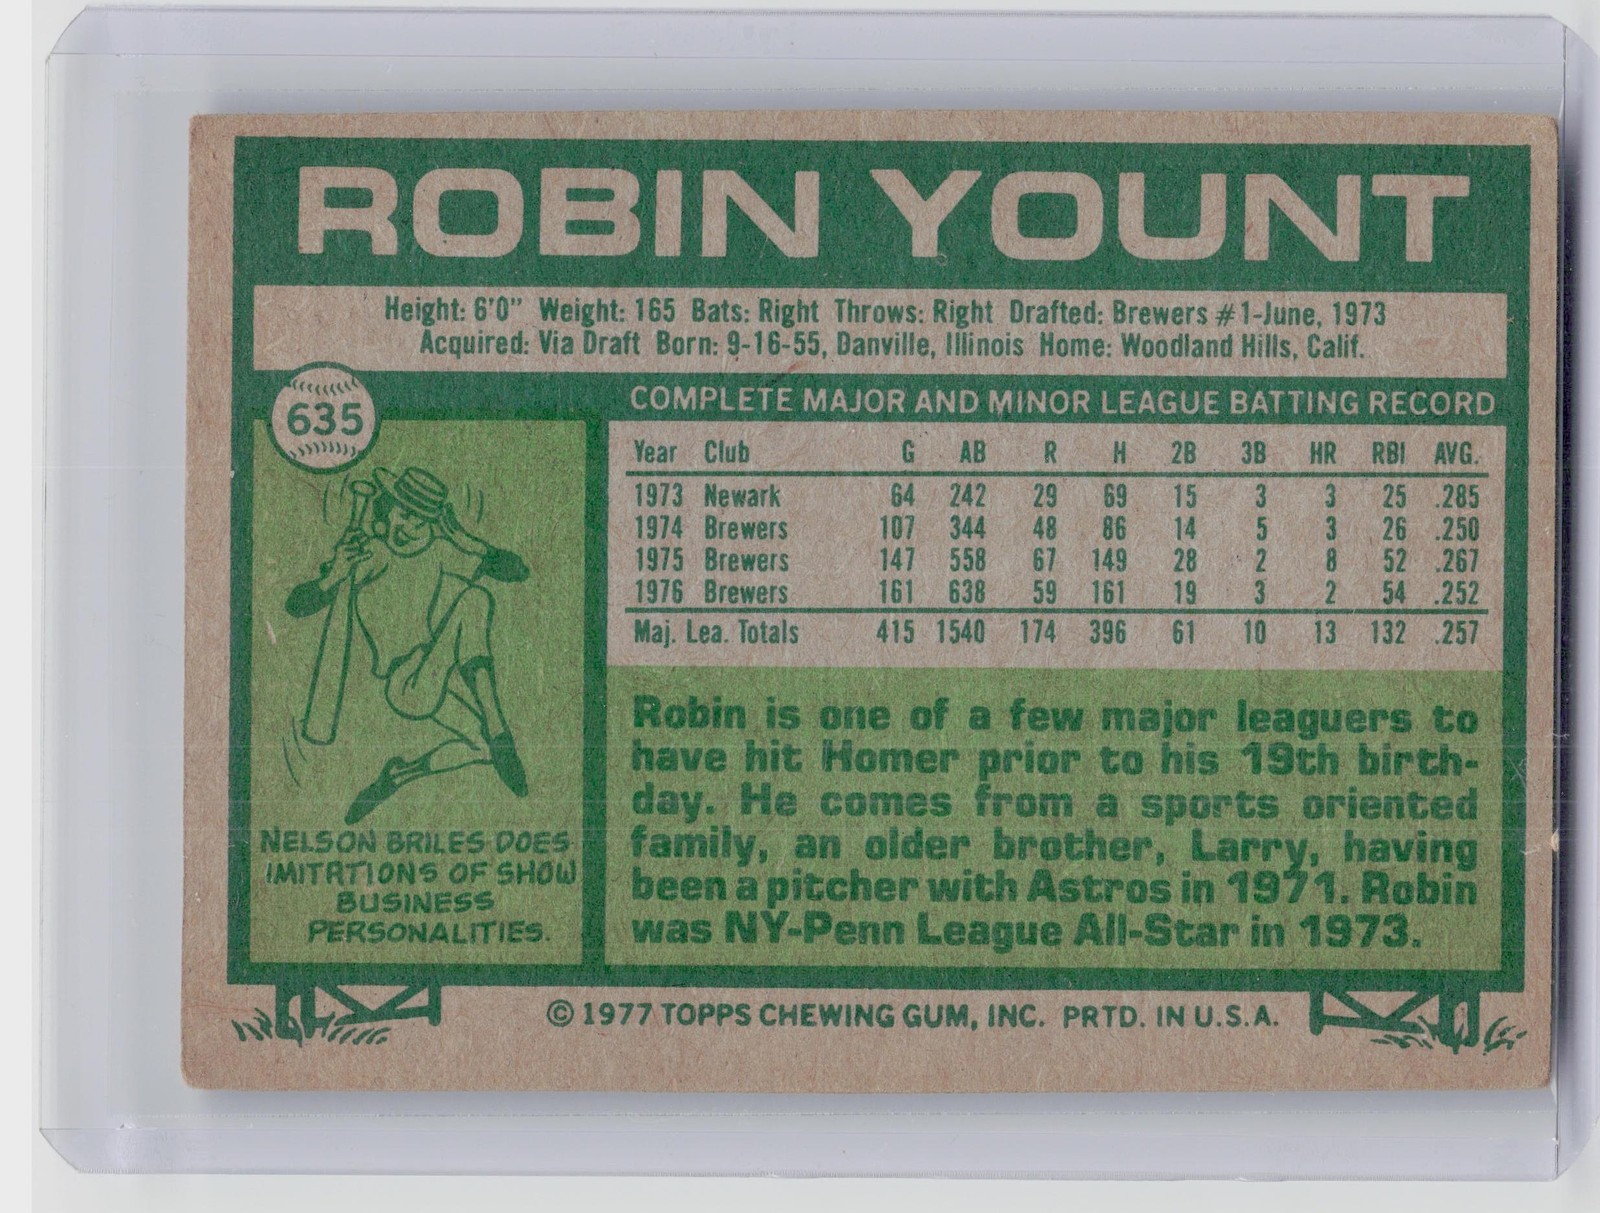 ROBIN YOUNT
Height: 6'0" Weight: 165 Bats: Right Throws: Right Drafted: Brewers #1-June, 1973
Acquired: Via Draft Born: 9-16-55, Danville, Illinois Home: Woodland Hills, Calif.
635
COMPLETE MAJOR AND MINOR LEAGUE BATTING RECORD
Year Club G AB R H 2B 3B HR RBI AVG.
1973 Newark 64 242 29 69 15 3 3 25 .285
1974 Brewers 107 344 48 86 14 5 3 26 .250
1975 Brewers 147 558 67 149 28 2 8 52 .267
1976 Brewers 161 638 59 161 19 3 2 54 .252
Maj. Lea. Totals 415 1540 174 396 61 10 13 132 .257
NELSON BRILES DOES
IMITATIONS OF SHOW
BUSINESS
PERSONALITIES.
Robin is one of a few major leaguers to
have hit Homer prior to his 19th birth-
day. He comes from a sports oriented
family, an older brother, Larry, having
been a pitcher with Astros in 1971. Robin
was NY-Penn League All-Star in 1973.
© 1977 TOPPS CHEWING GUM, INC. PRTD. IN U.S.A.